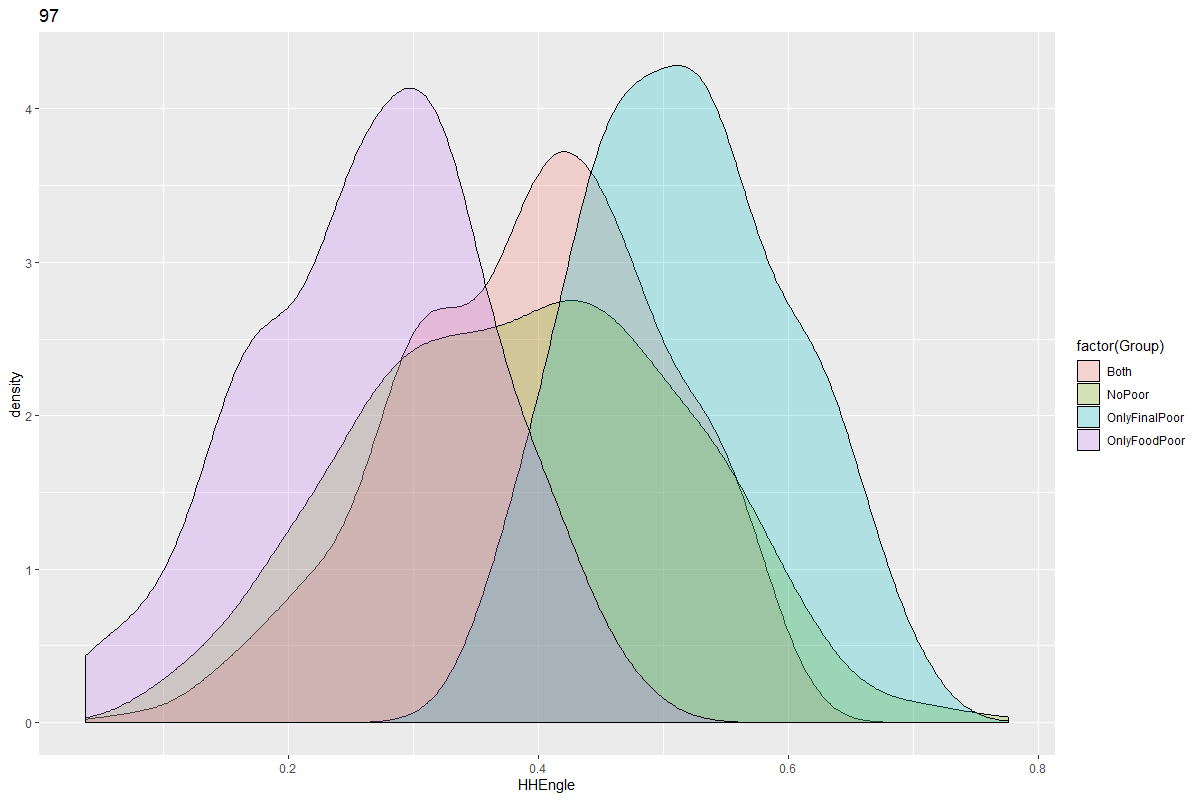 97
density
4
3
2
1
0
0.2
0.4
0.6
0.8
HHEngle
factor(Group)
Both
NoPoor
OnlyFinalPoor
OnlyFoodPoor